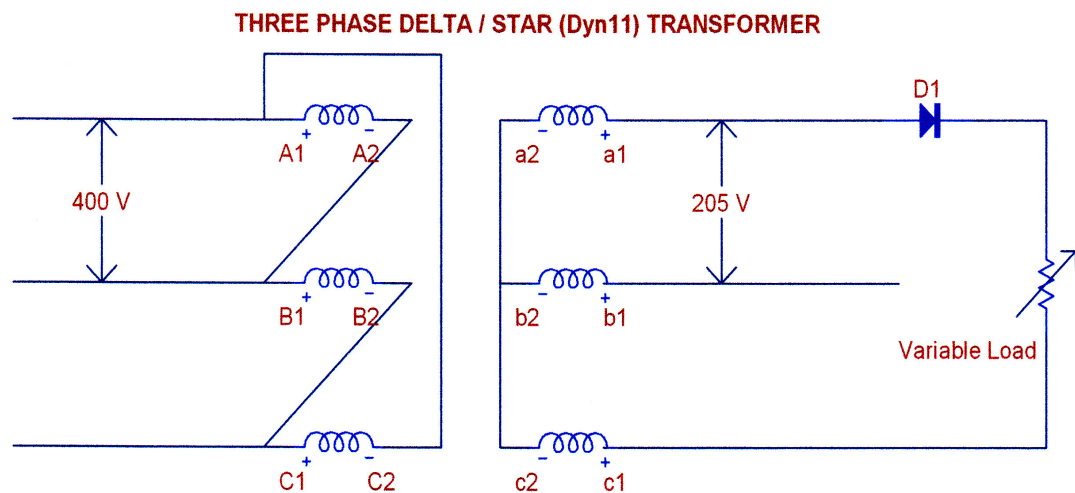 THREE PHASE DELTA / STAR (Dyn11) TRANSFORMER
D1
+ -
A1 A2
- +
a2 a1
400 V
205 V
+ -
B1 B2
- +
b2 b1
Variable Load
+ -
C1 C2
- +
c2 c1